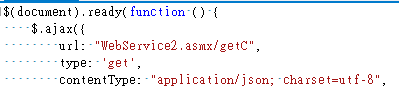 $(document).ready(function () {
    $.ajax({
        url: "WebService2.asmx/getC",
        type: 'get',
        contentType: "application/json; charset=utf-8",